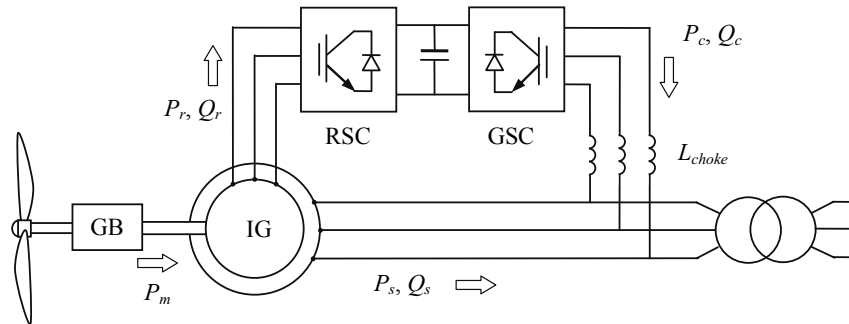 P_c, Q_c
P_r, Q_r
RSC
GSC
L_choke
GB
IG
P_m
P_s, Q_s